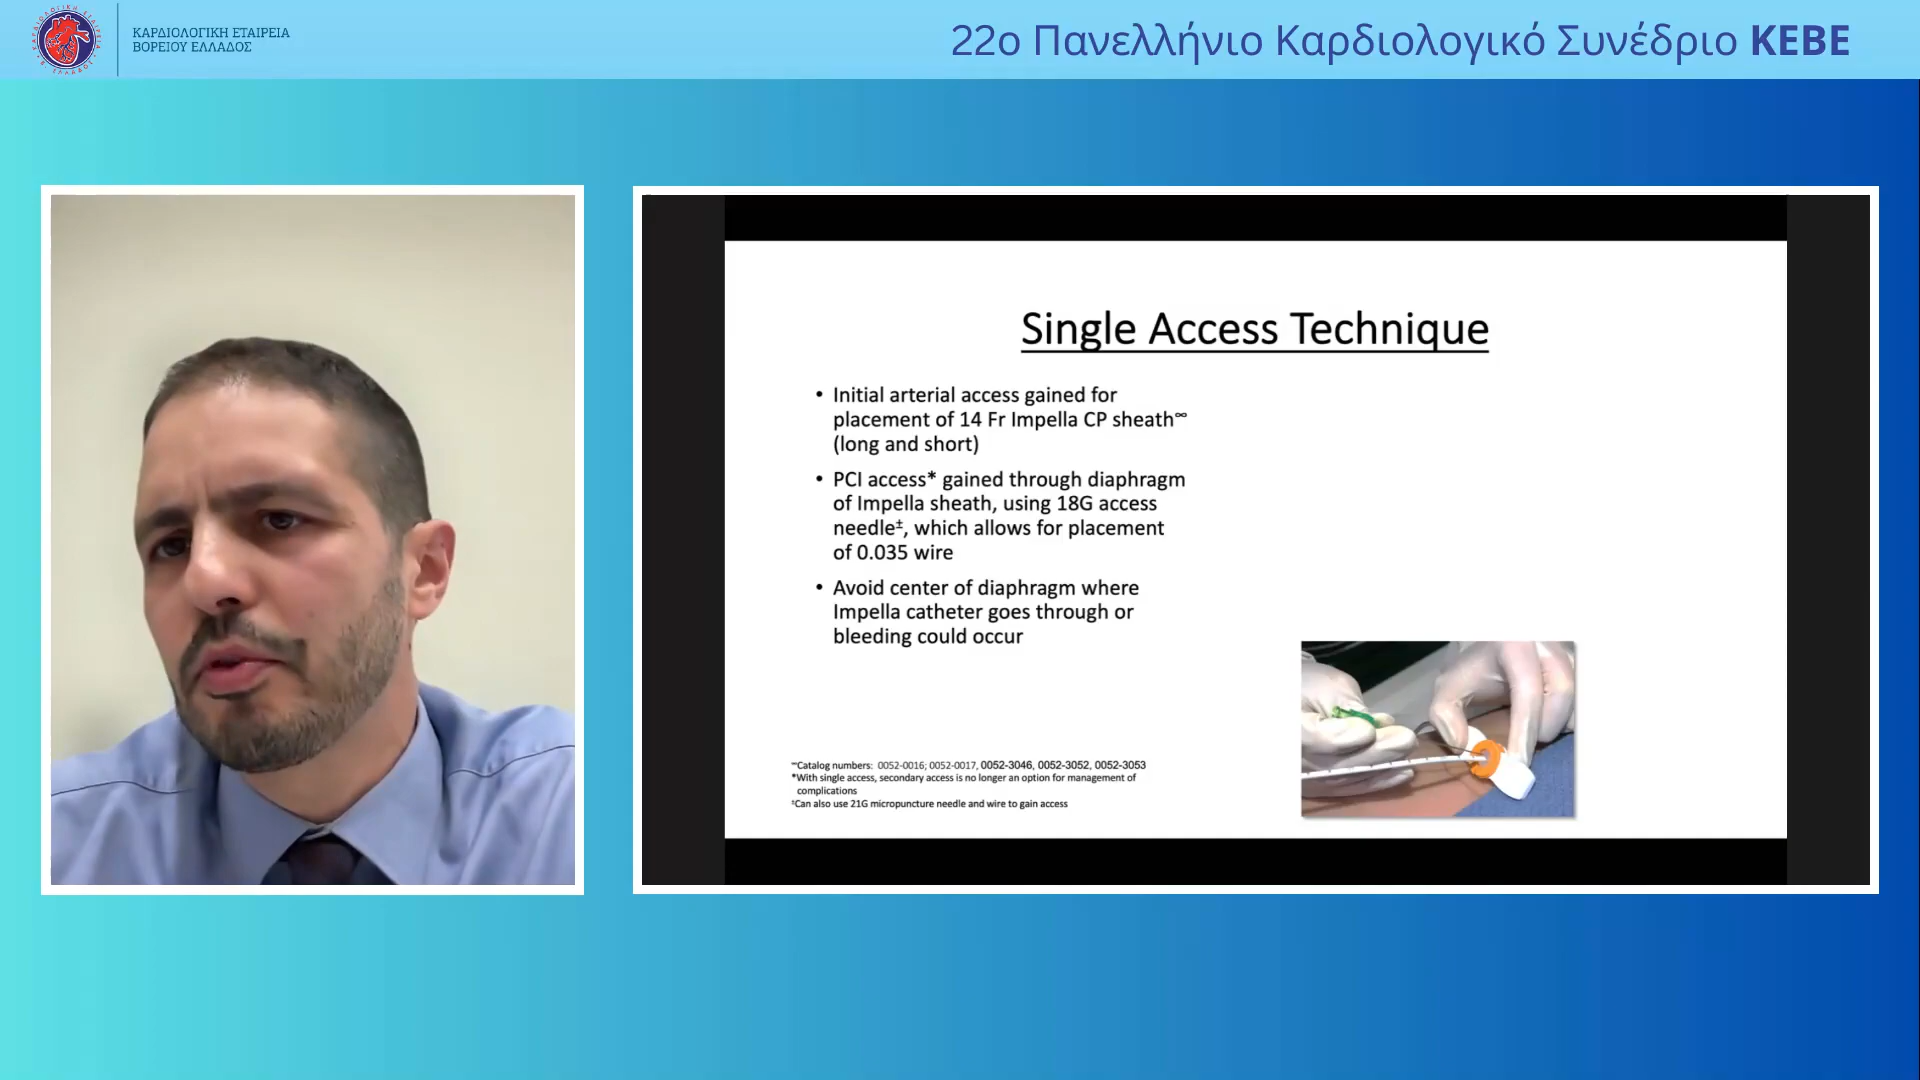 ΚΑΡΔΙΟΛΟΓΙΚΗ ΕΤΑΙΡΕΙΑ
ΒΟΡΕΙΟΥ ΕΛΛΑΔΟΣ
22ο Πανελλήνιο Καρδιολογικό Συνέδριο ΚΕΒΕ
Single Access Technique
• Initial arterial access gained for
placement of 14 Fr Impella CP sheath∞
(long and short)
• PCI access* gained through diaphragm
of Impella sheath, using 18G access
needle±, which allows for placement
of 0.035 wire
• Avoid center of diaphragm where
Impella catheter goes through or
bleeding could occur
∞Catalog numbers: 0052-0016; 0052-0017, 0052-3046, 0052-3052, 0052-3053
*With single access, secondary access is no longer an option for management of
complications
±Can also use 21G micropuncture needle and wire to gain access